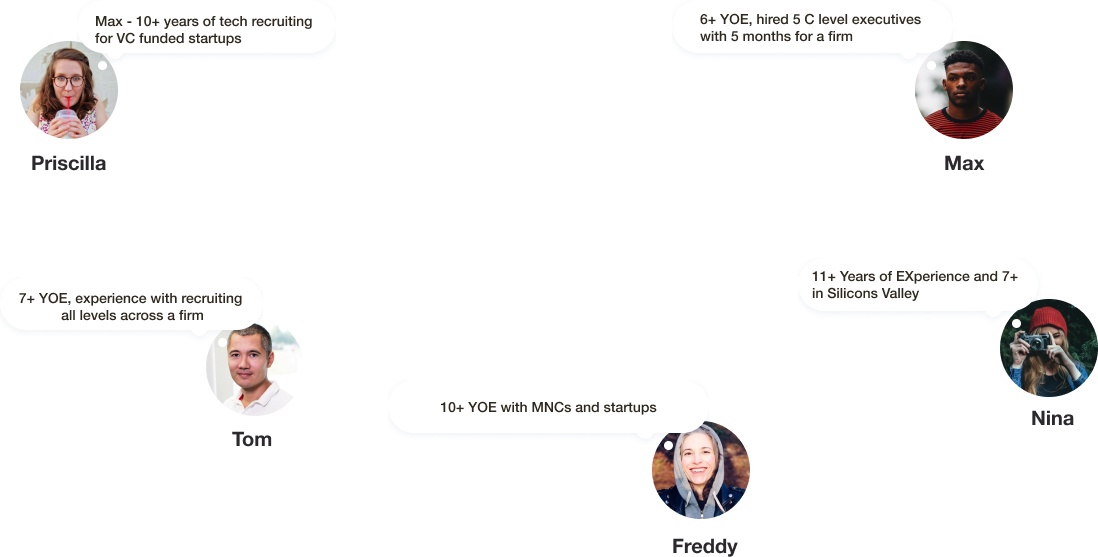 Max - 10+ years of tech recruiting
for VC funded startups
Priscilla
6+ YOE, hired 5 C level executives
with 5 months for a firm
Max
7+ YOE, experience with recruiting
all levels across a firm
Tom
11+ Years of EXperience and 7+
in Silicons Valley
Nina
10+ YOE with MNCs and startups
Freddy